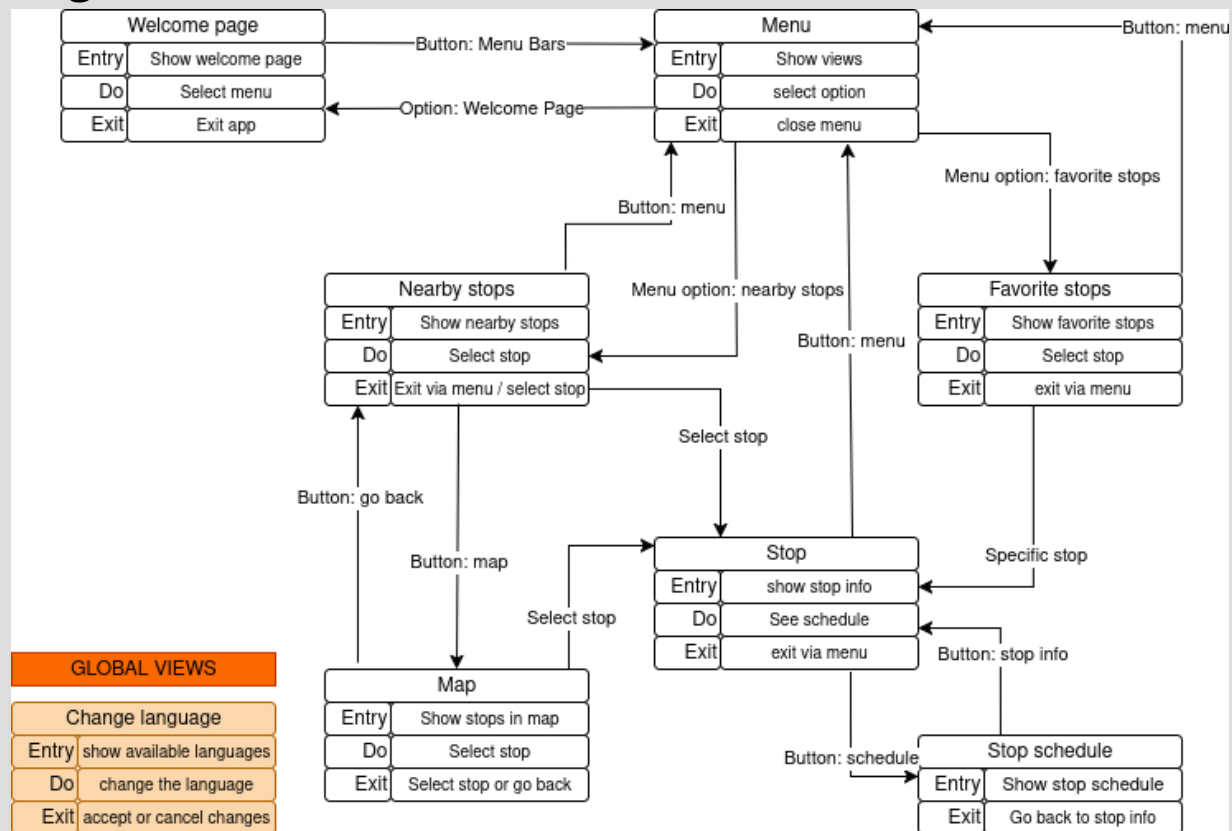 Welcome page
Entry Show welcome page
Do Select menu
Exit Exit app
Button: Menu Bars
Option: Welcome Page
Menu
Entry Show views
Do select option
Exit close menu
Button: menu
Menu option: favorite stops
Button: menu
Menu option: nearby stops
Button: menu
Nearby stops
Entry Show nearby stops
Do Select stop
Exit Exit via menu / select stop
Favorite stops
Entry Show favorite stops
Do Select stop
Exit exit via menu
Select stop
Button: go back
Button: map
Specific stop
Stop
Entry show stop info
Do See schedule
Exit exit via menu
Select stop
Button: stop info
GLOBAL VIEWS
Change language
Entry show available languages
Do change the language
Exit accept or cancel changes
Map
Entry Show stops in map
Do Select stop
Exit Select stop or go back
Button: schedule
Stop schedule
Entry Show stop schedule
Exit Go back to stop info